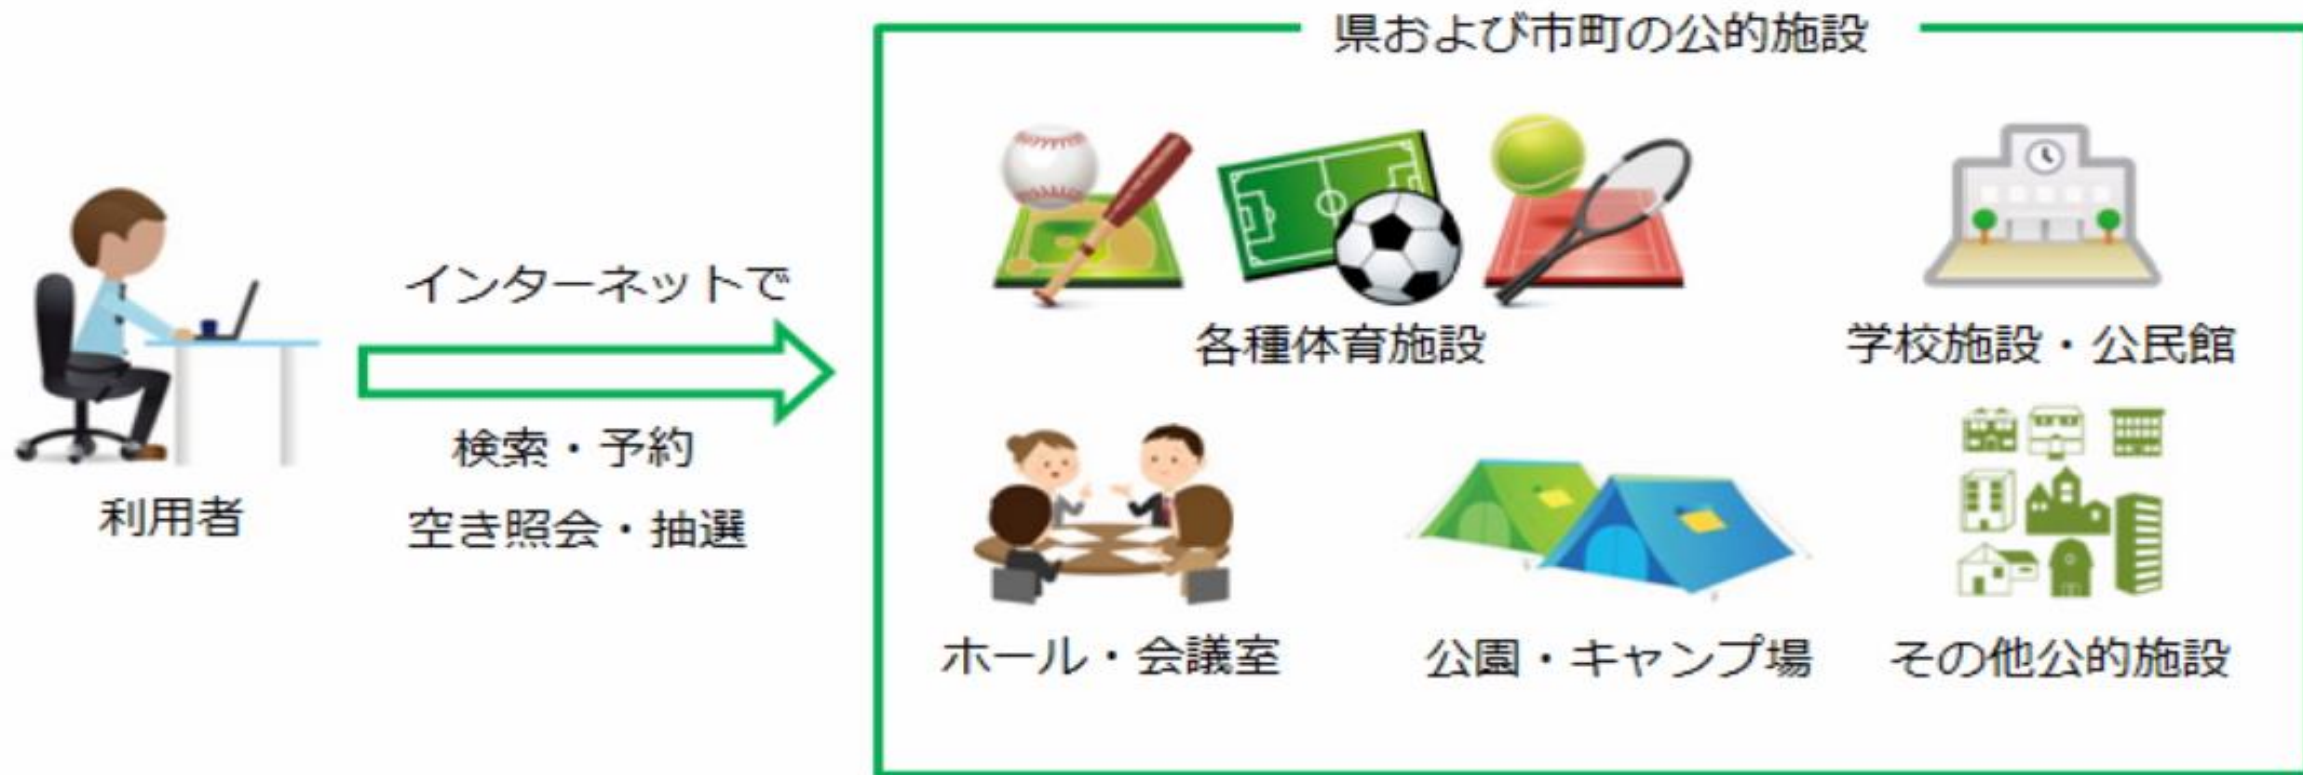 県および市町の公的施設
インターネットで
検索・予約
空き照会・抽選
利用者
各種体育施設
学校施設・公民館
ホール・会議室
公園・キャンプ場
その他公的施設